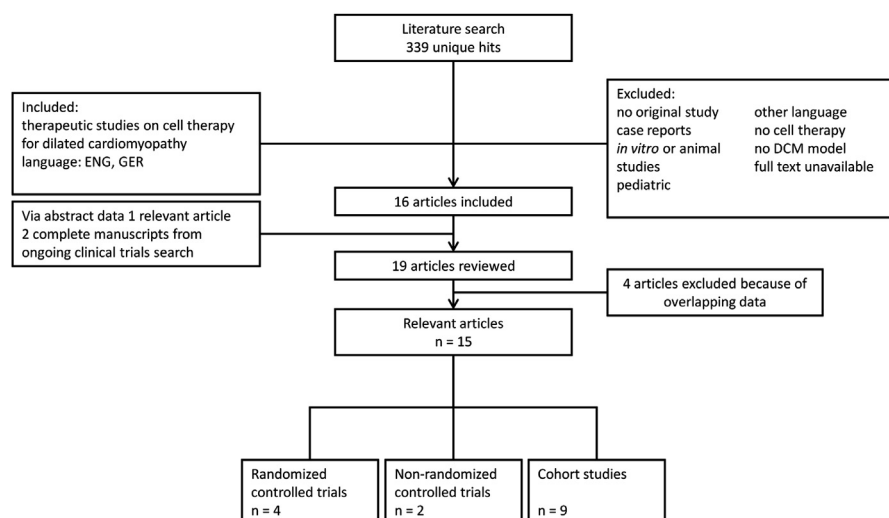 Literature search
339 unique hits
Included:
therapeutic studies on cell therapy
for dilated cardiomyopathy
language: ENG, GER
Excluded:
no original study
case reports
in vitro or animal
studies
pediatric
other language
no cell therapy
no DCM model
full text unavailable
16 articles included
Via abstract data 1 relevant article
2 complete manuscripts from
ongoing clinical trials search
19 articles reviewed
4 articles excluded because of
overlapping data
Relevant articles
n = 15
Randomized
controlled trials
n = 4
Non-randomized
controlled trials
n = 2
Cohort studies
n = 9